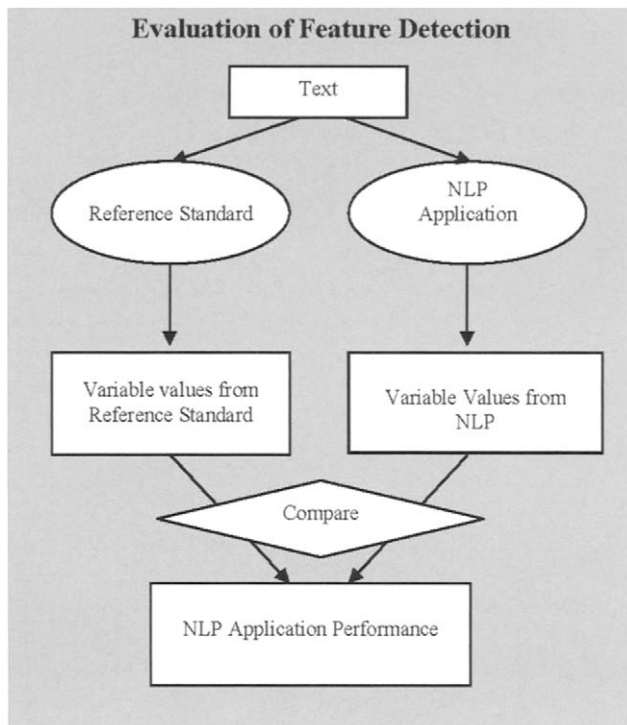 Evaluation of Feature Detection
Text
Reference Standard
NLP
Application
Variable values from
Reference Standard
Variable Values from
NLP
Compare
NLP Application Performance